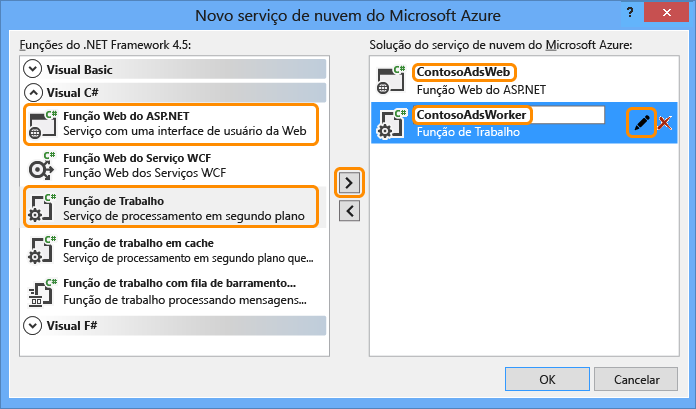 Novo serviço de nuvem do Microsoft Azure
?
Funções do .NET Framework 4.5:
Visual Basic
Visual C#
C#
Função Web do ASP.NET
Serviço com uma interface de usuário da Web
C#
Função Web do Serviço WCF
Função Web dos Serviços WCF
C#
Função de Trabalho
Serviço de processamento em segundo plano
C#
Função de trabalho em cache
Serviço de processamento em segundo plano que...
C#
Função de trabalho com fila de barramento...
Função de trabalho processando mensagens...
Visual F#
Solução do serviço de nuvem do Microsoft Azure:
C#
ContosoAdsWeb
Função Web do ASP.NET
C#
ContosoAdsWorker
Função de Trabalho
OK
Cancelar